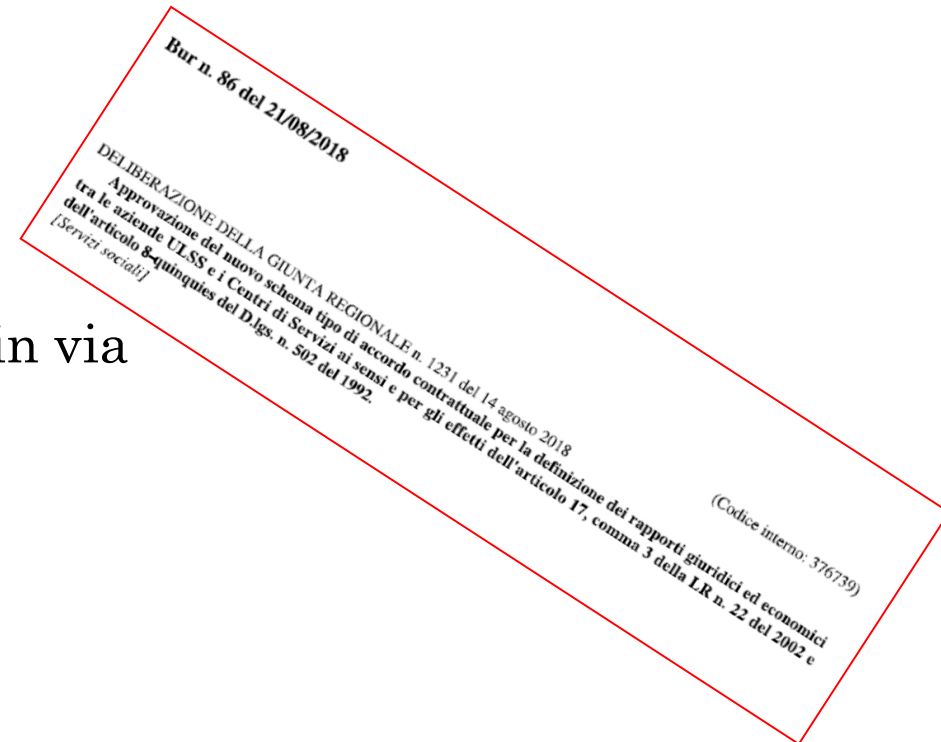 Bur n. 86 del 21/08/2018
(Codice interno: 376739)
DELIBERAZIONE DELLA GIUNTA REGIONALE n. 1231 del 14 agosto 2018
Approvazione del nuovo schema tipo di accordo contrattuale per la definizione dei rapporti giuridici ed economici
tra le aziende ULSS e i Centri di Servizi ai sensi e per gli effetti dell'articolo 17, comma 3 della LR n. 22 del 2002 e
dell'articolo 8-quinquies del D.lgs. n. 502 del 1992.
[Servizi sociali]
in via